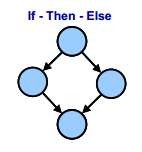 If - Then - Else